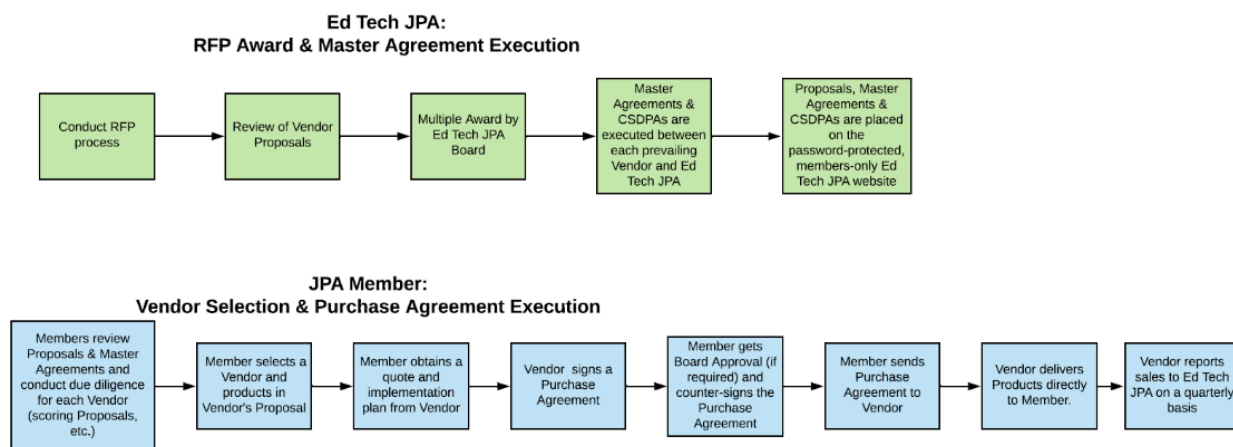 Ed Tech JPA:
RFP Award & Master Agreement Execution
Conduct RFP
process
Review of Vendor
Proposals
Multiple Award by
Ed Tech JPA
Board
Master
Agreements &
CSDPAs are
executed between
each prevailing
Vendor and Ed
Tech JPA
Proposals, Master
Agreements &
CSDPAs are placed
on the
password-protected,
members-only Ed
Tech JPA website
JPA Member:
Vendor Selection & Purchase Agreement Execution
Members review
Proposals & Master
Agreements and
conduct due diligence
for each Vendor
(scoring Proposals,
etc.)
Member selects a
Vendor and
products in
Vendor's Proposal
Member obtains a
quote and
implementation
plan from Vendor
Vendor signs a
Purchase
Agreement
Member gets
Board Approval (if
required) and
counter-signs the
Purchase
Agreement
Member sends
Purchase
Agreement to
Vendor
Vendor delivers
Products directly
to Member.
Vendor reports
sales to Ed Tech
JPA on a quarterly
basis